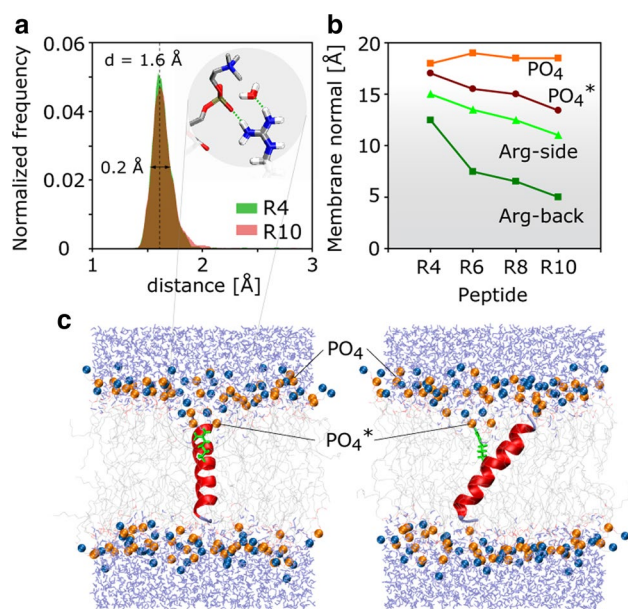 a
0.06
0.04
0.02
0
d = 1.6 Å
0.2 Å
R4
R10
1
2
3
distance [Å]
Normalized frequency
b
20
15
10
5
0
Membrane normal [Å]
PO4
PO4*
Arg-side
Arg-back
R4 R6 R8 R10
Peptide
c
PO4
PO4*